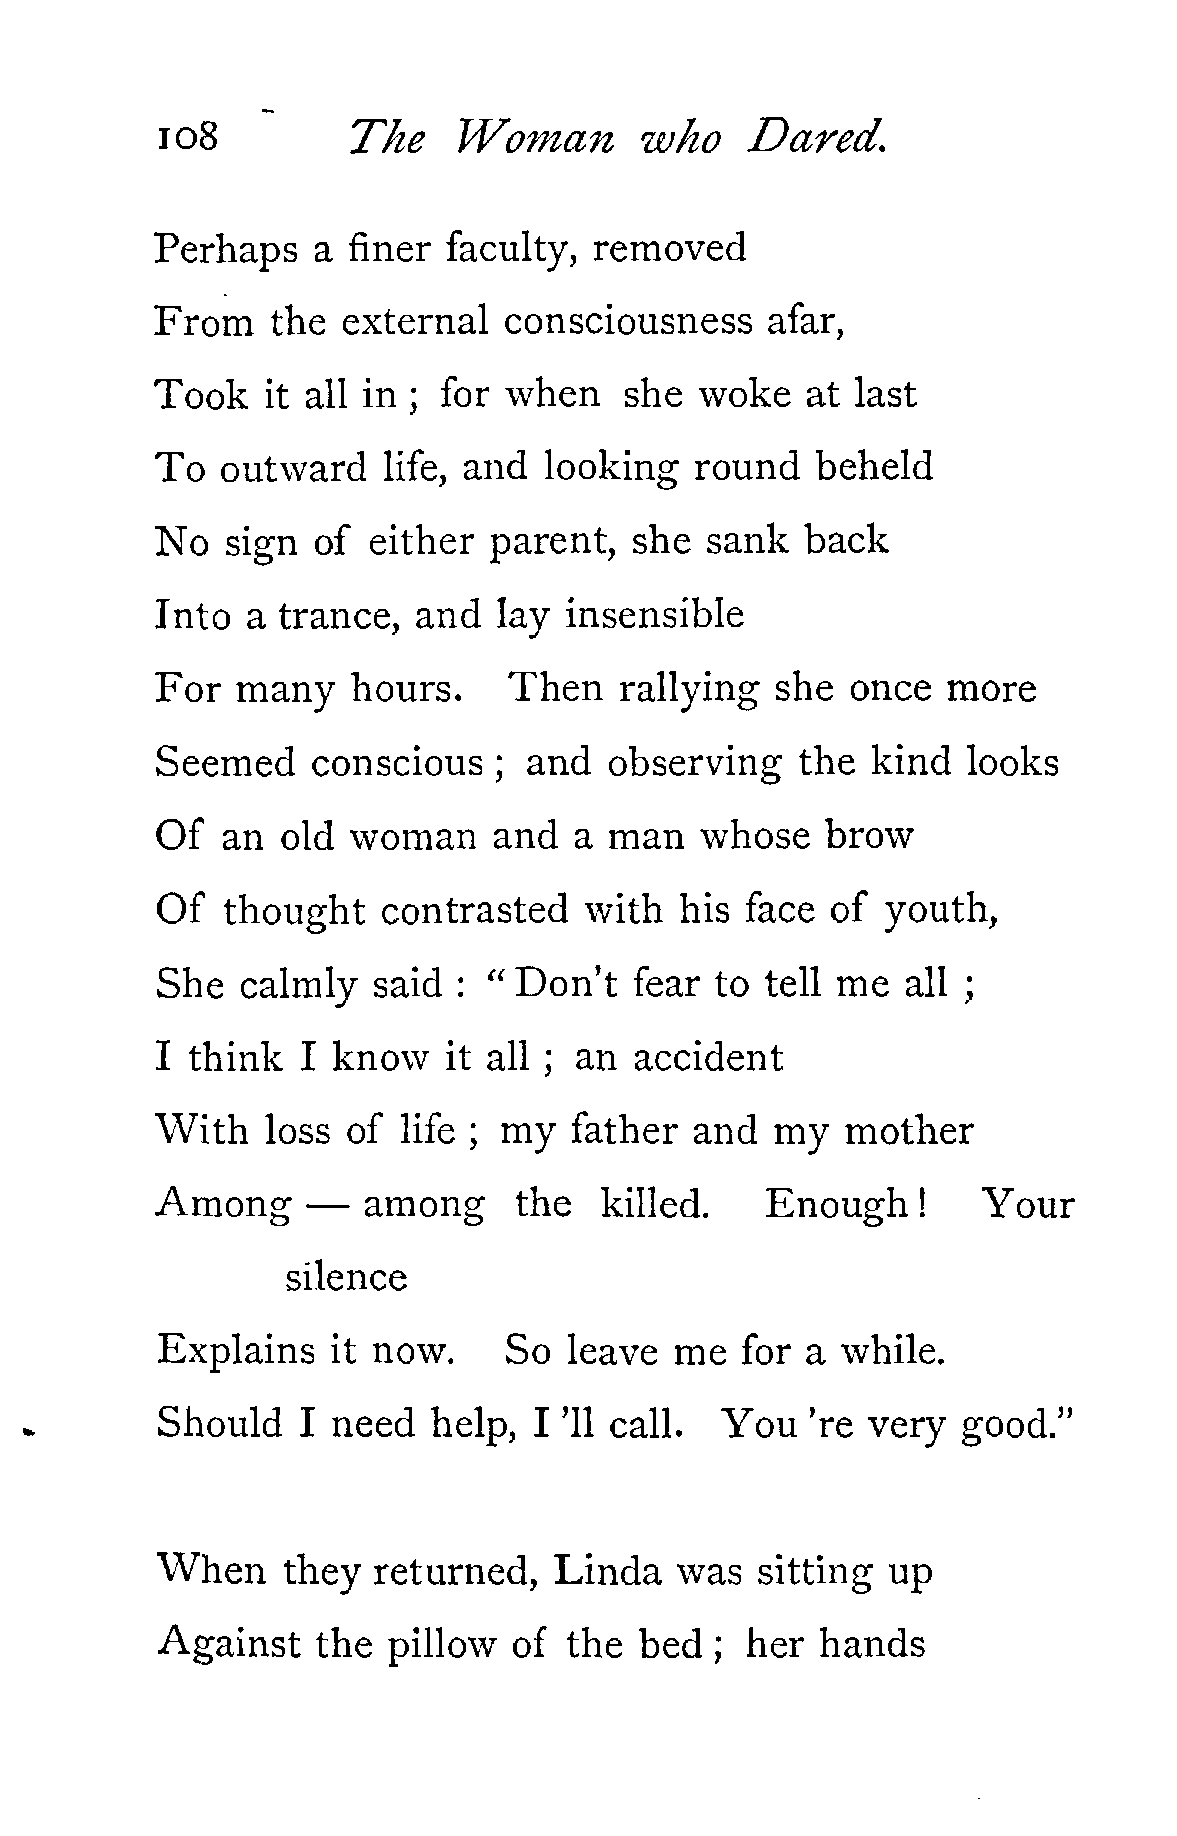 108 The Woman who Dared.
Perhaps a finer faculty, removed
From the external consciousness afar,
Took it all in ; for when she woke at last
To outward life, and looking round beheld
No sign of either parent, she sank back
Into a trance, and lay insensible
For many hours. Then rallying she once more
Seemed conscious ; and observing the kind looks
Of an old woman and a man whose brow
Of thought contrasted with his face of youth,
She calmly said : “ Don’t fear to tell me all ;
I think I know it all ; an accident
With loss of life ; my father and my mother
Among — among the killed. Enough ! Your
silence
Explains it now. So leave me for a while.
Should I need help, I ’ll call. You ’re very good.”
When they returned, Linda was sitting up
Against the pillow of the bed ; her hands